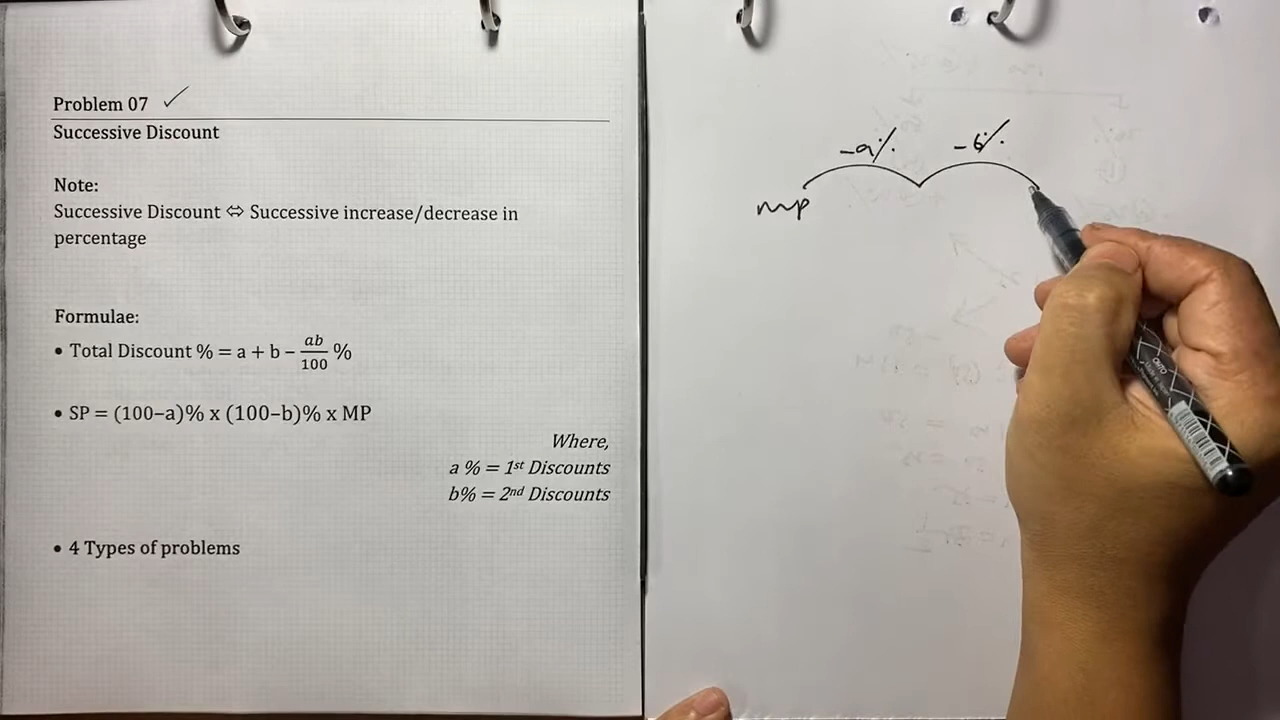 Problem 07 ✓
Successive Discount
Note:
Successive Discount ⇔ Successive increase/decrease in
percentage
Formulae:
• Total Discount % = a + b – ab/100 %
• SP = (100–a)% x (100–b)% x MP
Where,
a % = 1st Discounts
b% = 2nd Discounts
• 4 Types of problems
–a% –b%
MP
OHTO